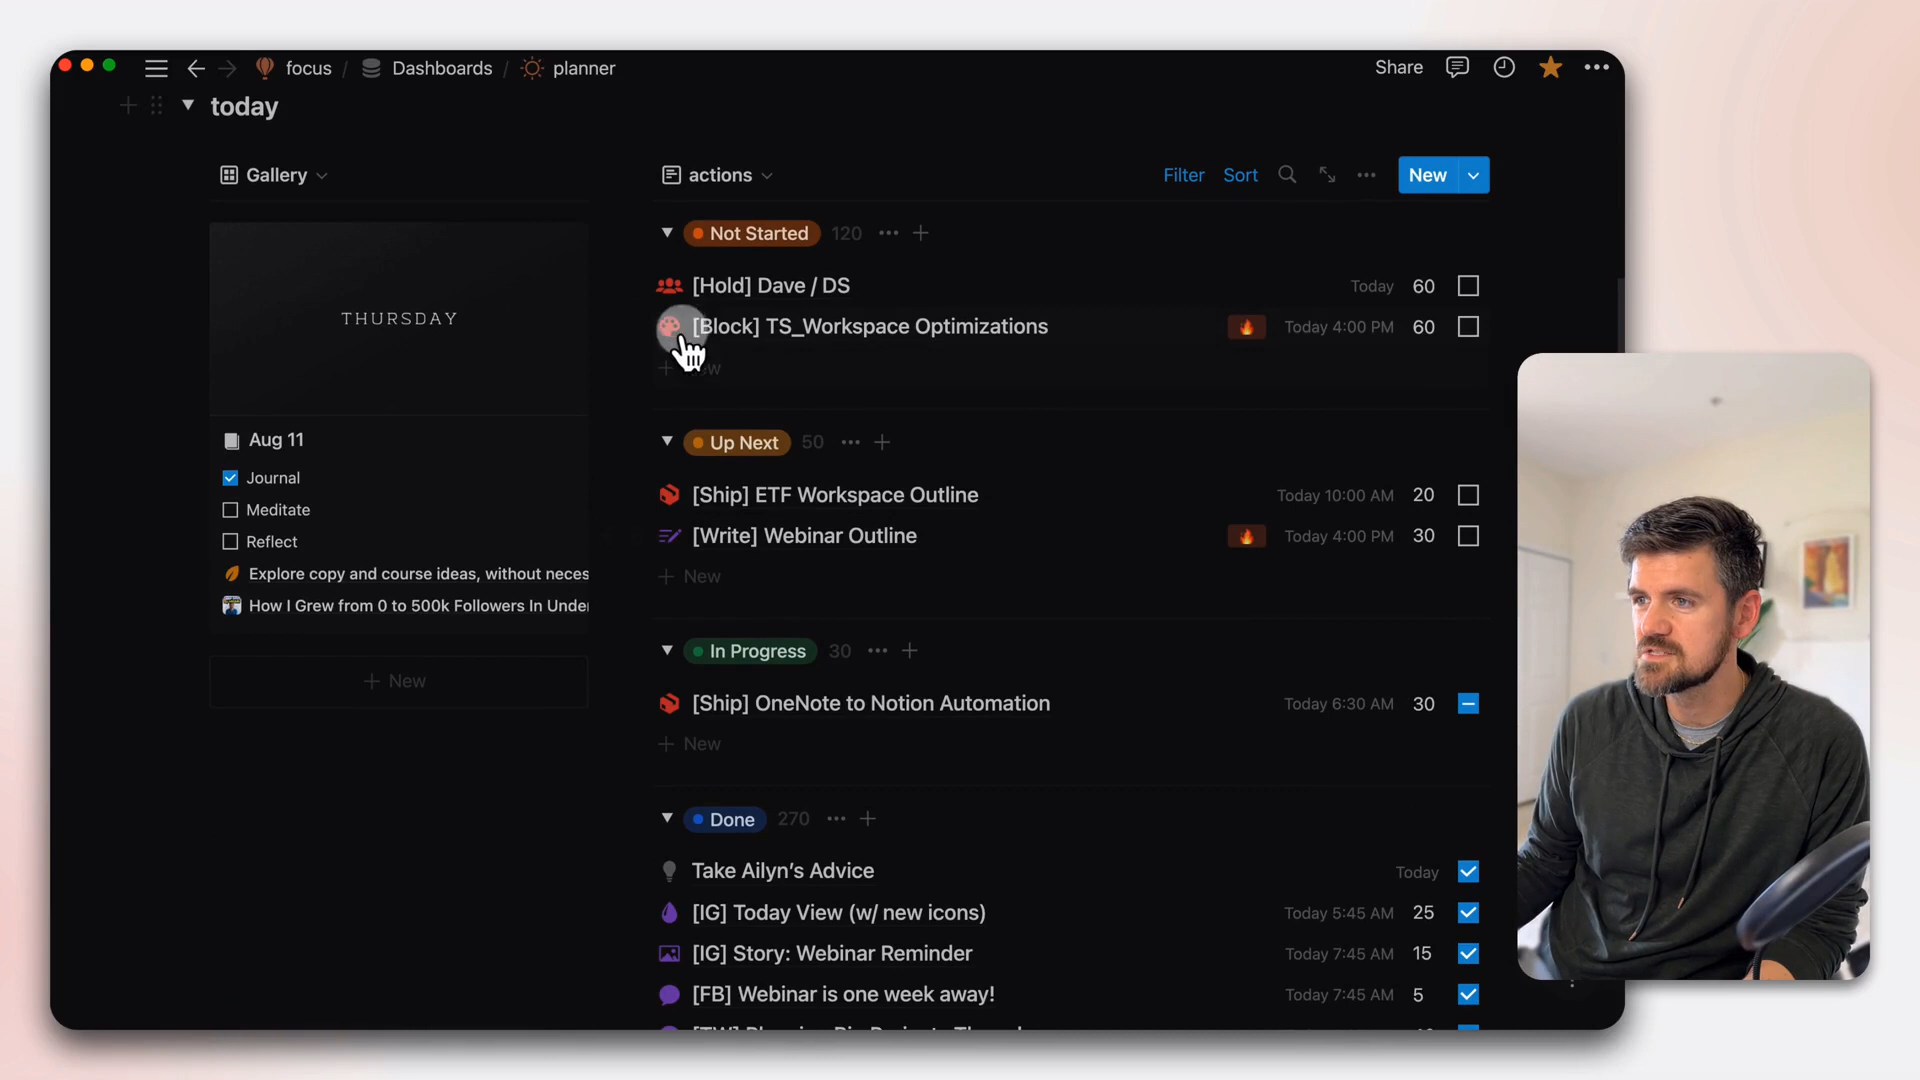 focus / Dashboards / planner
Share
today
Gallery
actions
Filter
Sort
New
THURSDAY
Aug 11
Journal
Meditate
Reflect
Explore copy and course ideas, without neces
How I Grew from 0 to 500k Followers In Under
New
Not Started 120
[Hold] Dave / DS Today 60
[Block] TS_Workspace Optimizations Today 4:00 PM 60
Up Next 50
[Ship] ETF Workspace Outline Today 10:00 AM 20
[Write] Webinar Outline Today 4:00 PM 30
New
In Progress 30
[Ship] OneNote to Notion Automation Today 6:30 AM 30
New
Done 270
Take Ailyn's Advice Today
[IG] Today View (w/ new icons) Today 5:45 AM 25
[IG] Story: Webinar Reminder Today 7:45 AM 15
[FB] Webinar is one week away! Today 7:45 AM 5